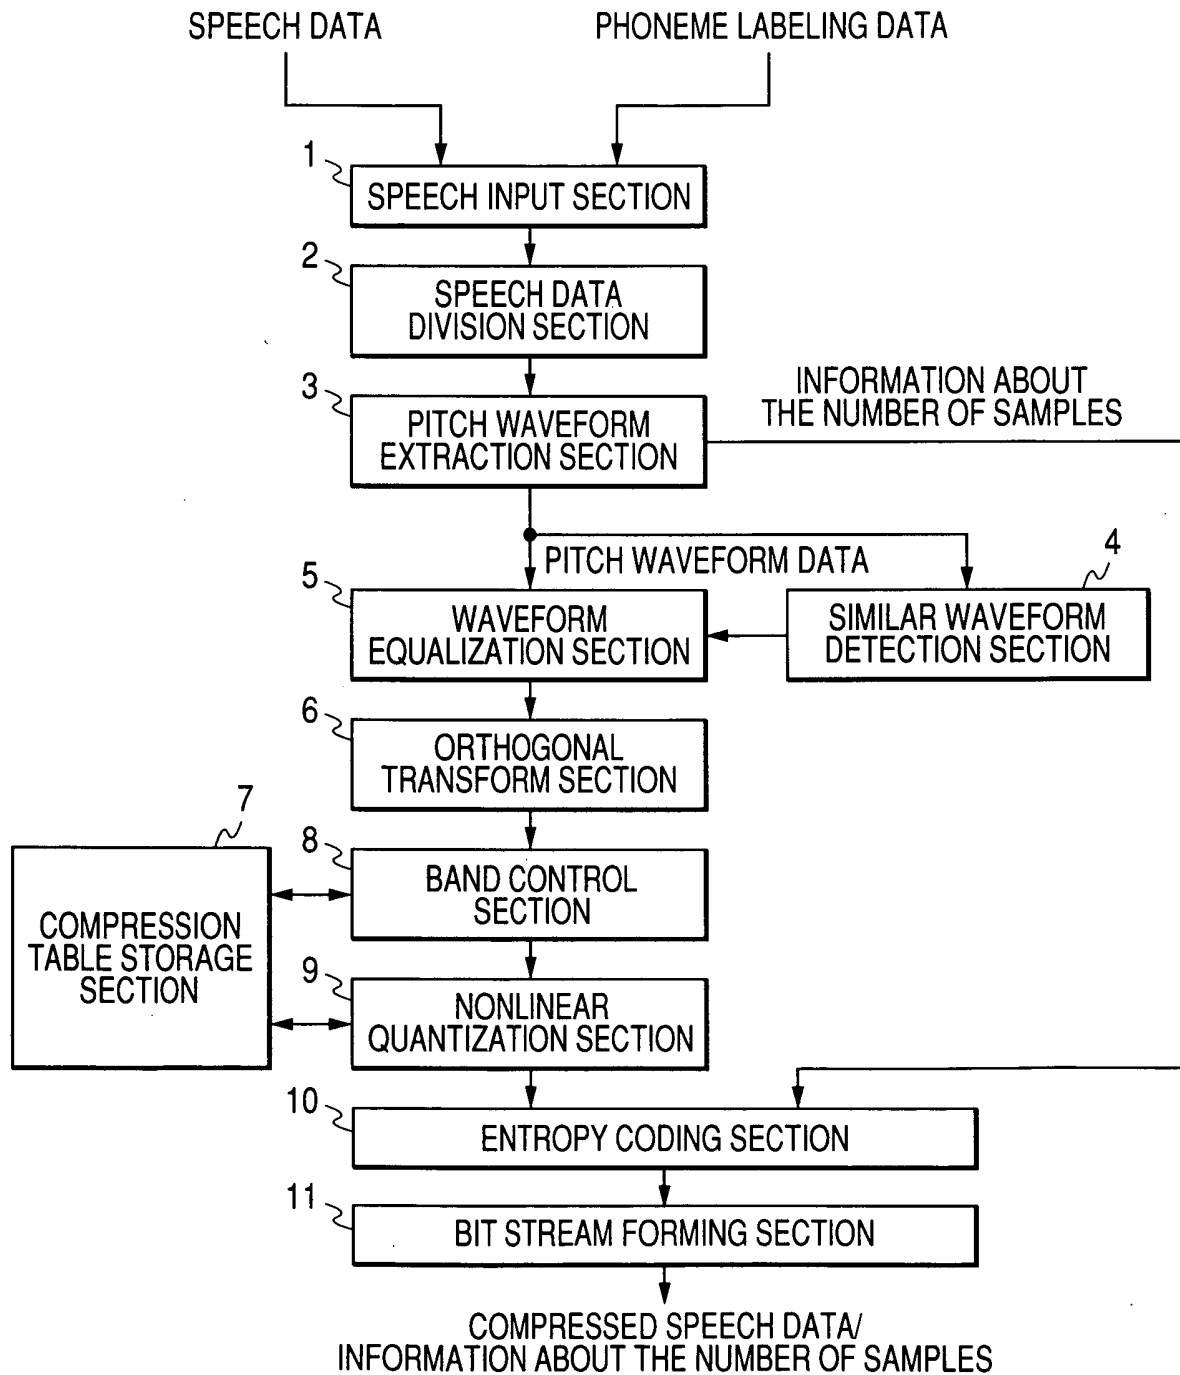 SPEECH DATA
PHONEME LABELING DATA
1
SPEECH INPUT SECTION
2
SPEECH DATA
DIVISION SECTION
3
PITCH WAVEFORM
EXTRACTION SECTION
INFORMATION ABOUT
THE NUMBER OF SAMPLES
PITCH WAVEFORM DATA
4
SIMILAR WAVEFORM
DETECTION SECTION
5
WAVEFORM
EQUALIZATION SECTION
6
ORTHOGONAL
TRANSFORM SECTION
7
COMPRESSION
TABLE STORAGE
SECTION
8
BAND CONTROL
SECTION
9
NONLINEAR
QUANTIZATION SECTION
10
ENTROPY CODING SECTION
11
BIT STREAM FORMING SECTION
COMPRESSED SPEECH DATA/
INFORMATION ABOUT THE NUMBER OF SAMPLES